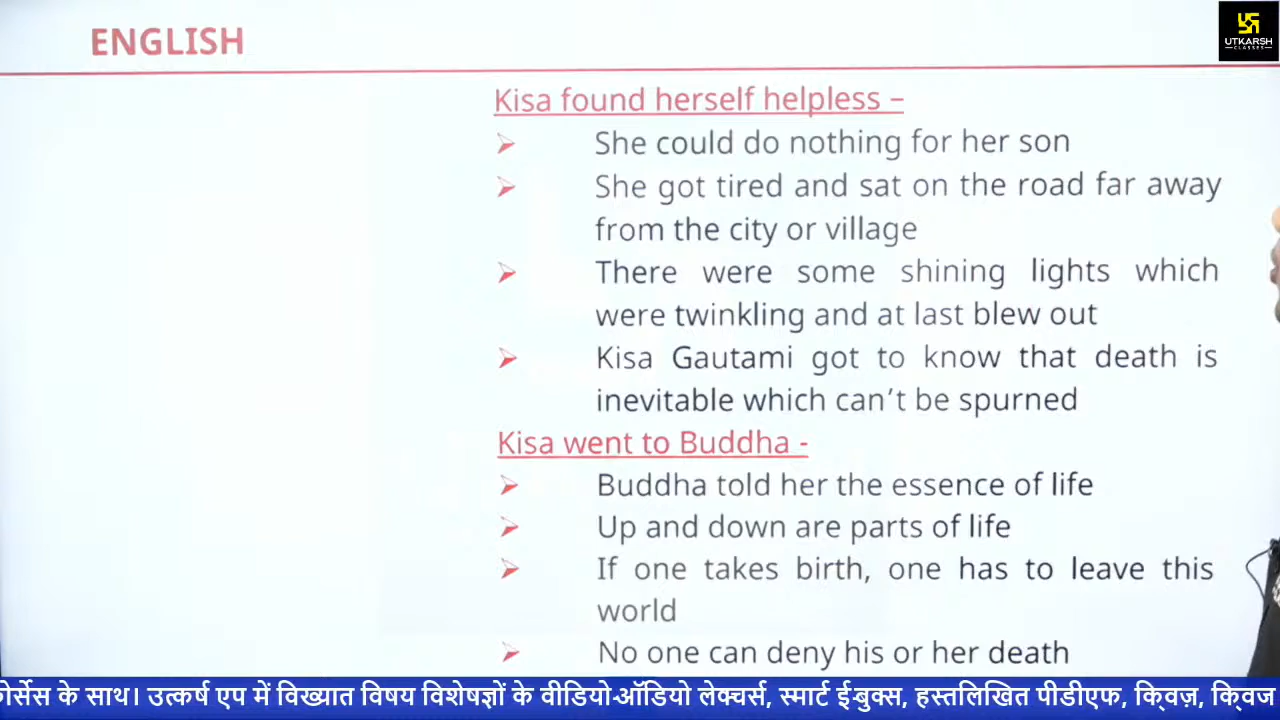 ENGLISH
UTKARSH
CLASSES
Kisa found herself helpless –
➢ She could do nothing for her son
➢ She got tired and sat on the road far away
from the city or village
➢ There were some shining lights which
were twinkling and at last blew out
➢ Kisa Gautami got to know that death is
inevitable which can't be spurned
Kisa went to Buddha -
➢ Buddha told her the essence of life
➢ Up and down are parts of life
➢ If one takes birth, one has to leave this
world
➢ No one can deny his or her death
के साथ। उत्कर्ष एप में विख्यात विषय विशेषज्ञों के वीडियो-ऑडियो लेक्चर्स, स्मार्ट ई-बुक्स, हस्तलिखित पीडीएफ, क्विज़, क्विज